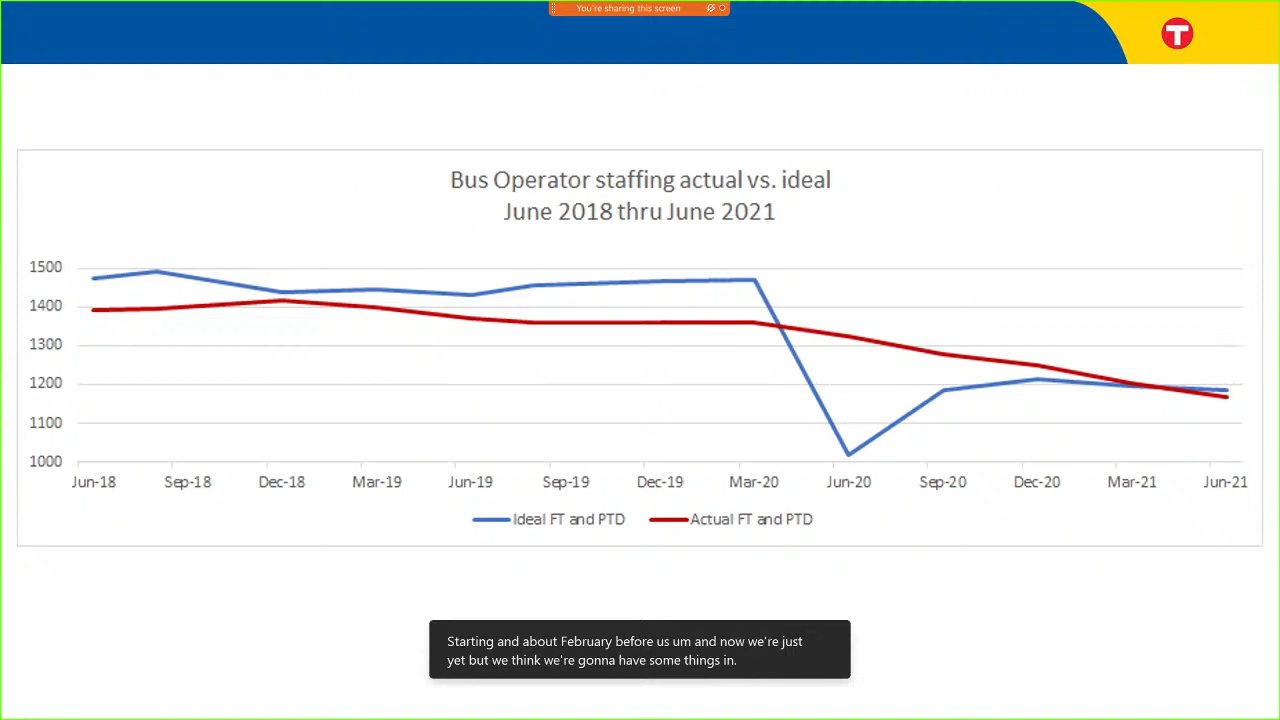 You're sharing this screen
T
Bus Operator staffing actual vs. ideal
June 2018 thru June 2021
1500
1400
1300
1200
1100
1000
Jun-18 Sep-18 Dec-18 Mar-19 Jun-19 Sep-19 Dec-19 Mar-20 Jun-20 Sep-20 Dec-20 Mar-21 Jun-21
Ideal FT and PTD Actual FT and PTD
Starting and about February before us um and now we're just
yet but we think we're gonna have some things in.